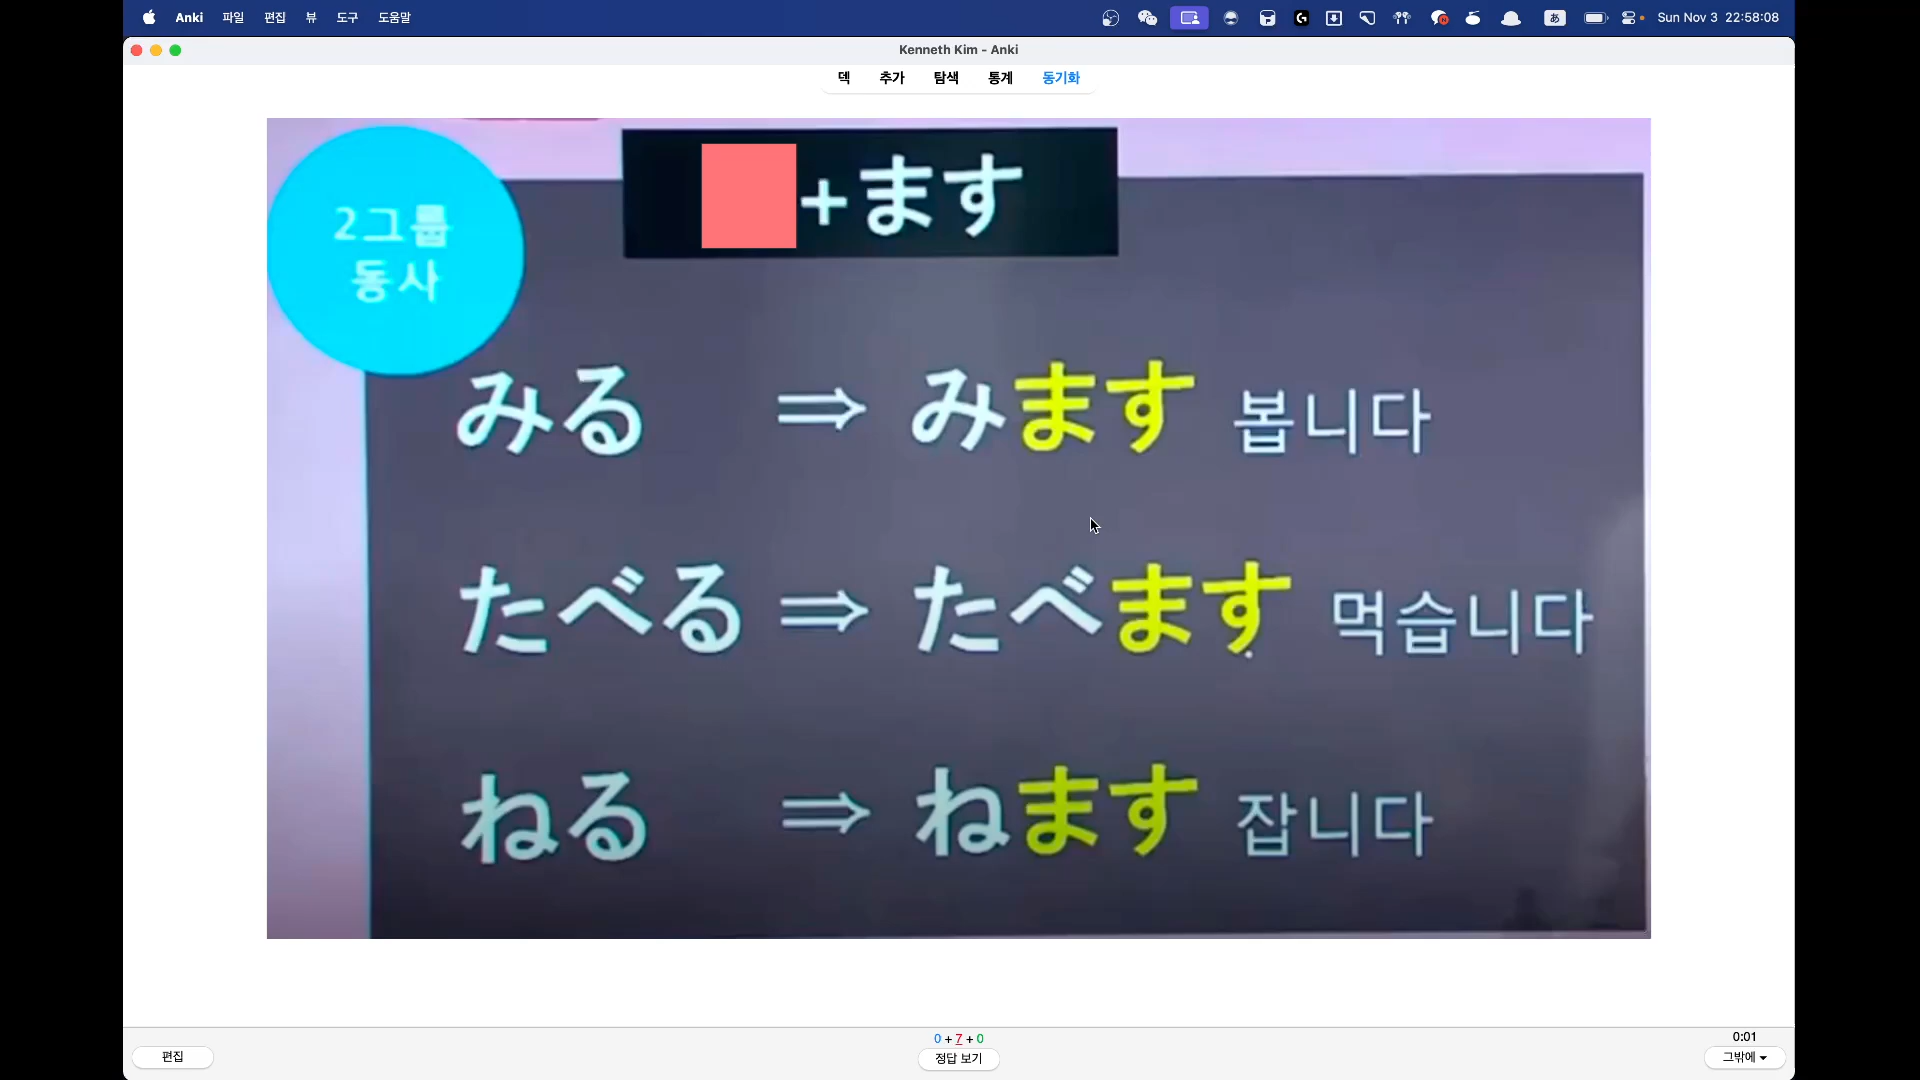 Anki 파일 편집 뷰 도구 도움말 Sun Nov 3 22:58:08
Kenneth Kim - Anki
덱 추가 탐색 통계 동기화
2그룹
동사
+ます
みる ⇒ みます 봅니다
たべる ⇒ たべます 먹습니다
ねる ⇒ ねます 잡니다
0 + 7 + 0
0:01
편집 정답 보기 그밖에